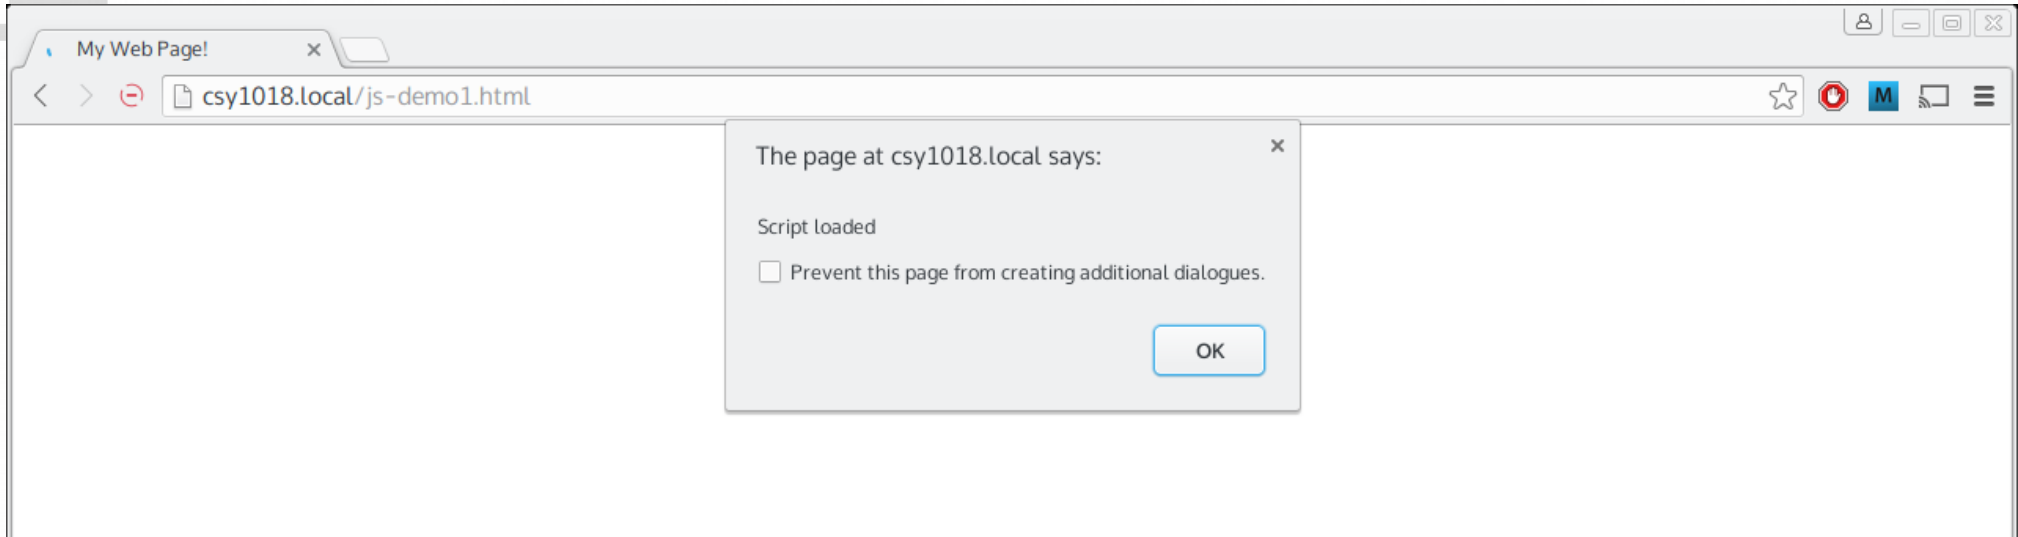 My Web Page!
csy1018.local/js-demo1.html
M
The page at csy1018.local says:
Script loaded
Prevent this page from creating additional dialogues.
OK